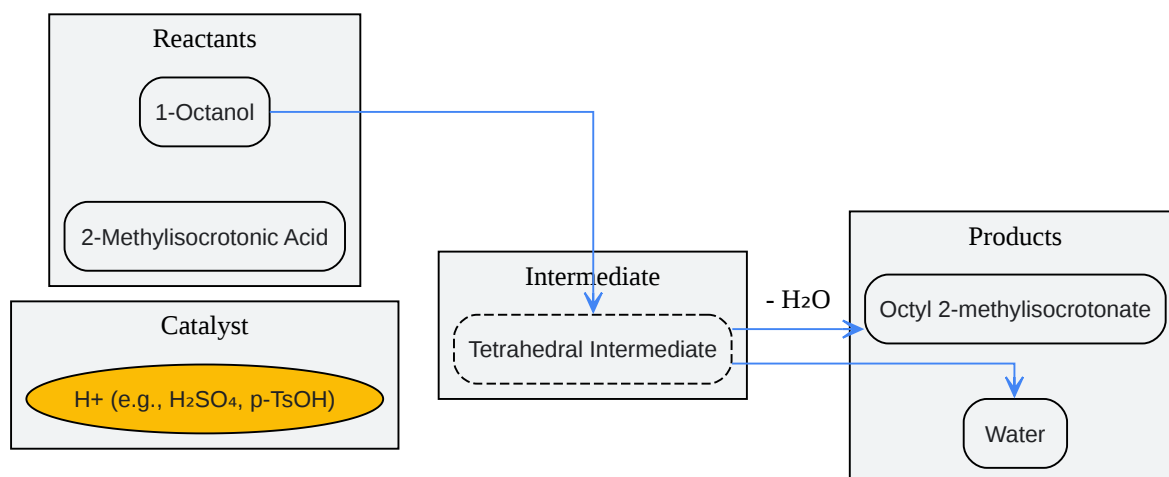 Reactants
1-Octanol
2-Methylisocrotonic Acid
Catalyst
H+ (e.g., H₂SO₄, p-TsOH)
Intermediate
Tetrahedral Intermediate
- H₂O
Products
Octyl 2-methylisocrotonate
Water